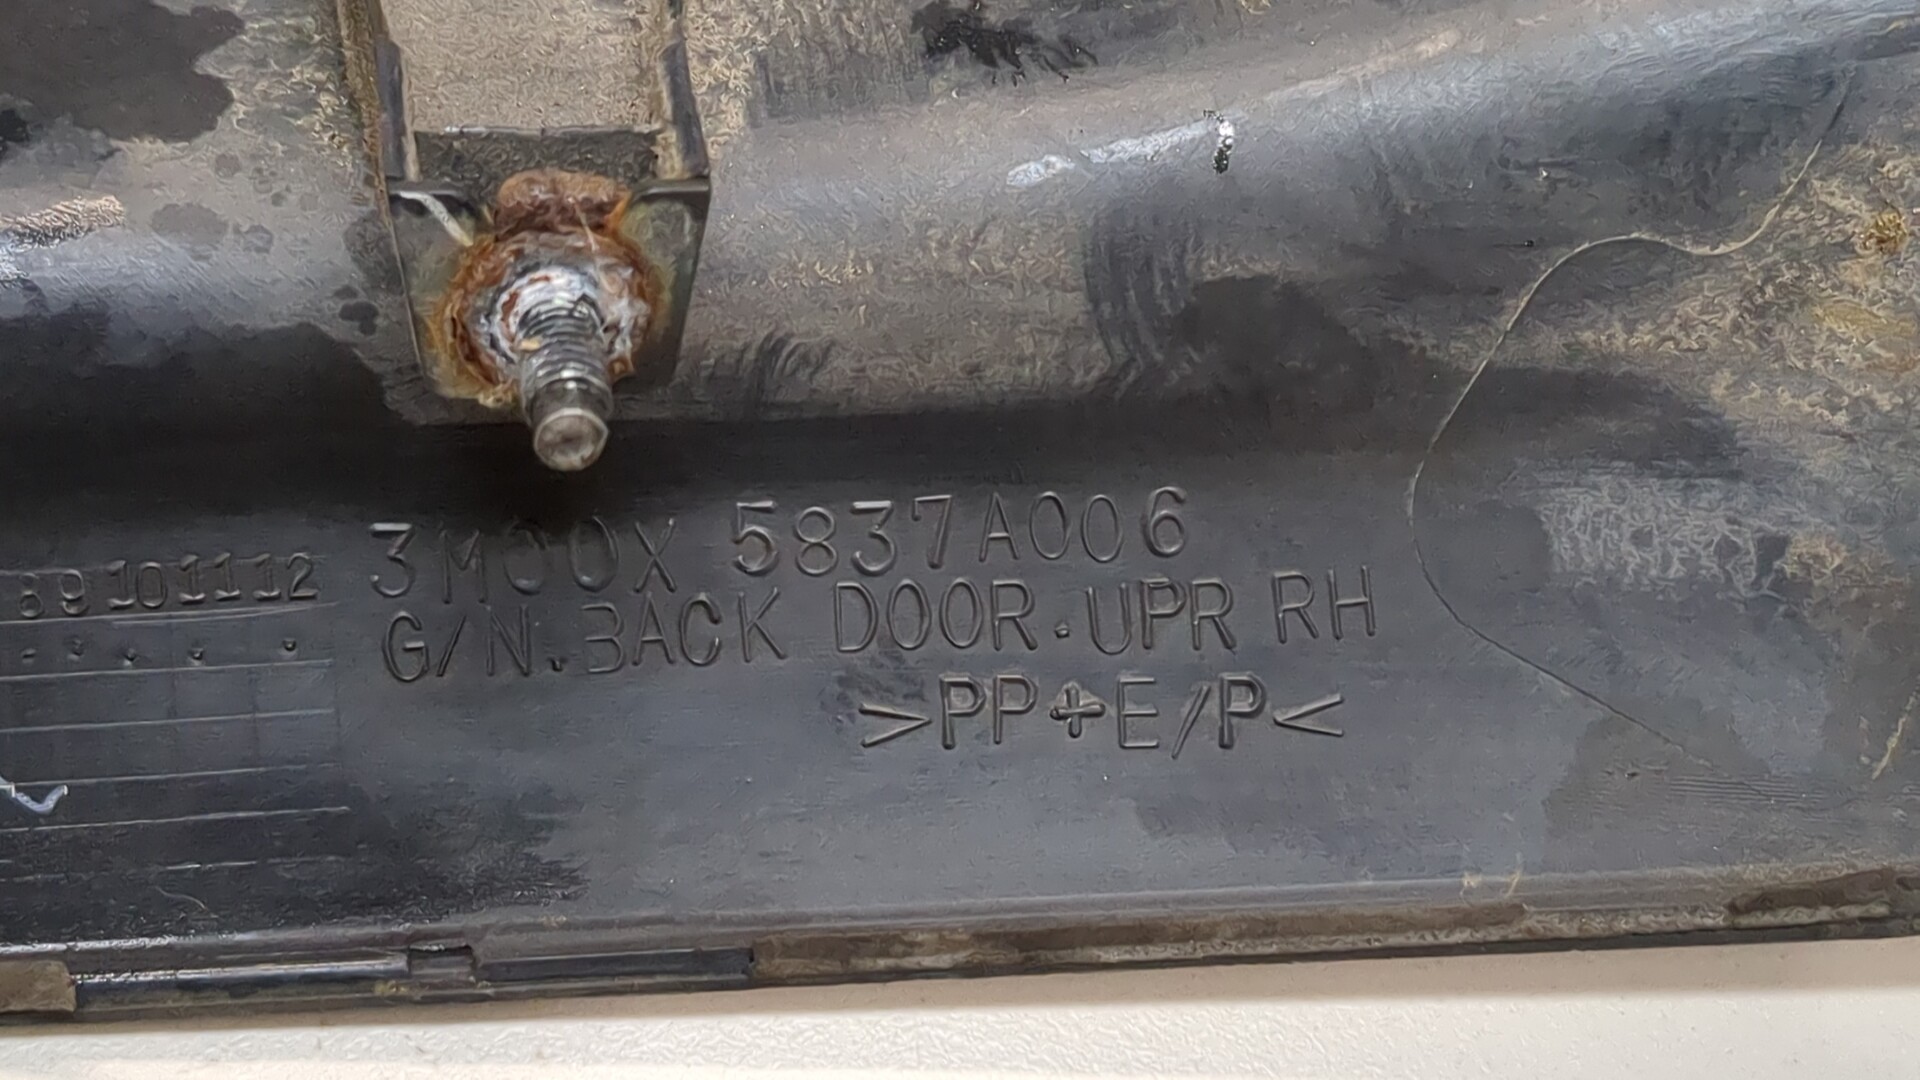 3M00X 5837A006
89101112
G/N.BACK DOOR.UPR RH
>PP+E/P<